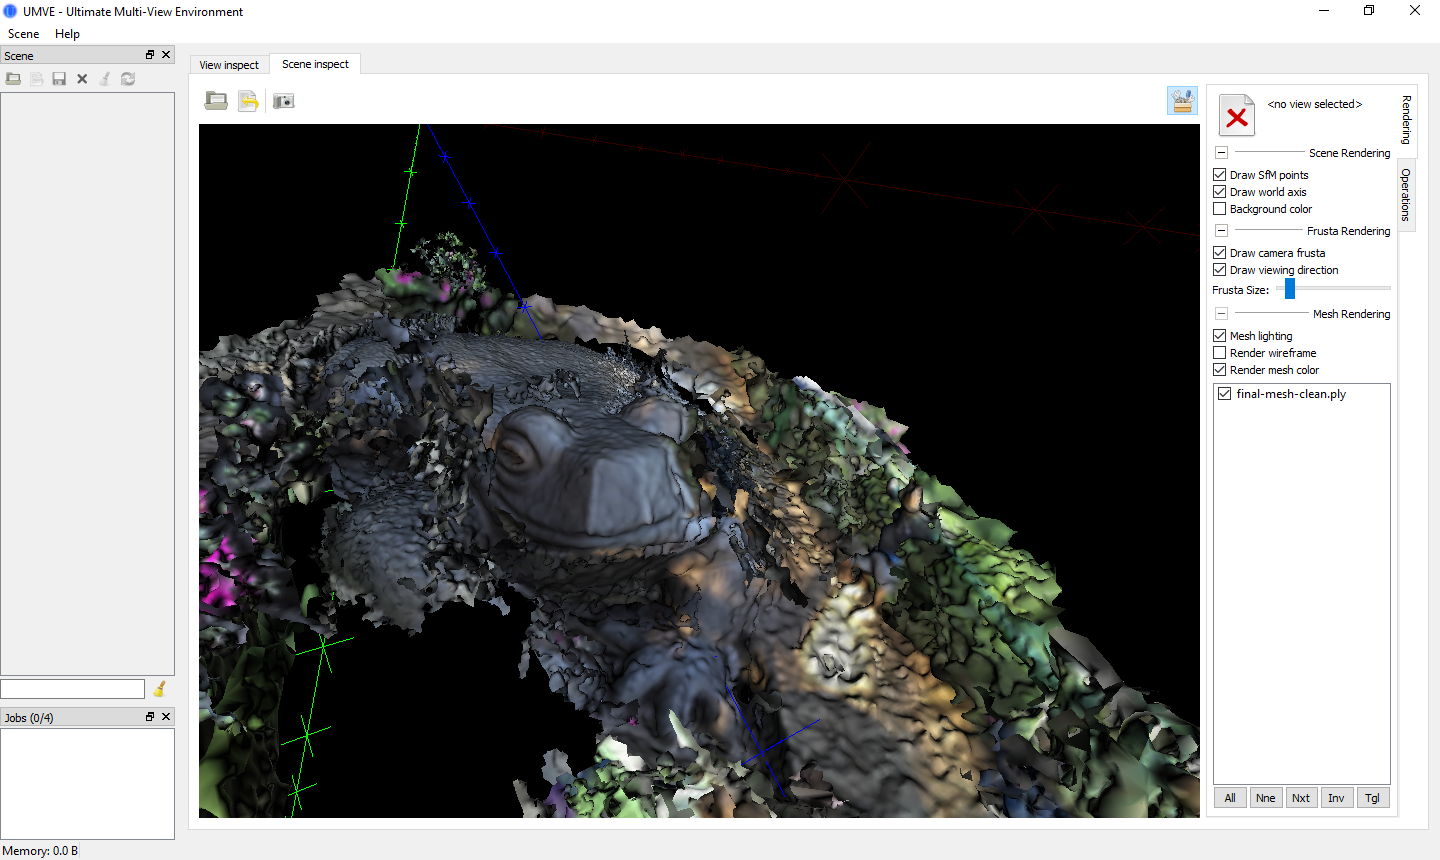 UMVE - Ultimate Multi-View Environment
Scene Help
Scene
View inspect
Scene inspect
<no view selected>
Rendering
Operations
Scene Rendering
Draw SfM points
Draw world axis
Background color
Frusta Rendering
Draw camera frusta
Draw viewing direction
Frusta Size:
Mesh Rendering
Mesh lighting
Render wireframe
Render mesh color
final-mesh-clean.ply
All Nne Nxt Inv Tgl
Jobs (0/4)
Memory: 0.0 B